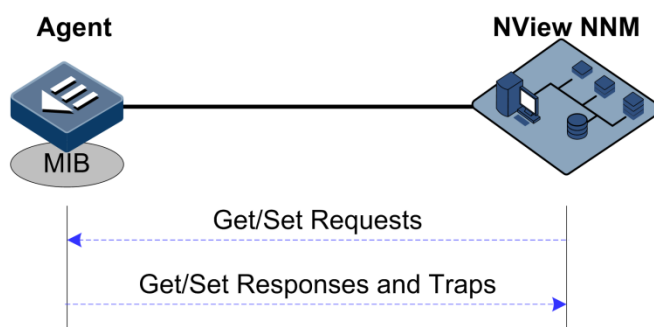 Agent
NView NNM
MIB
Get/Set Requests
Get/Set Responses and Traps